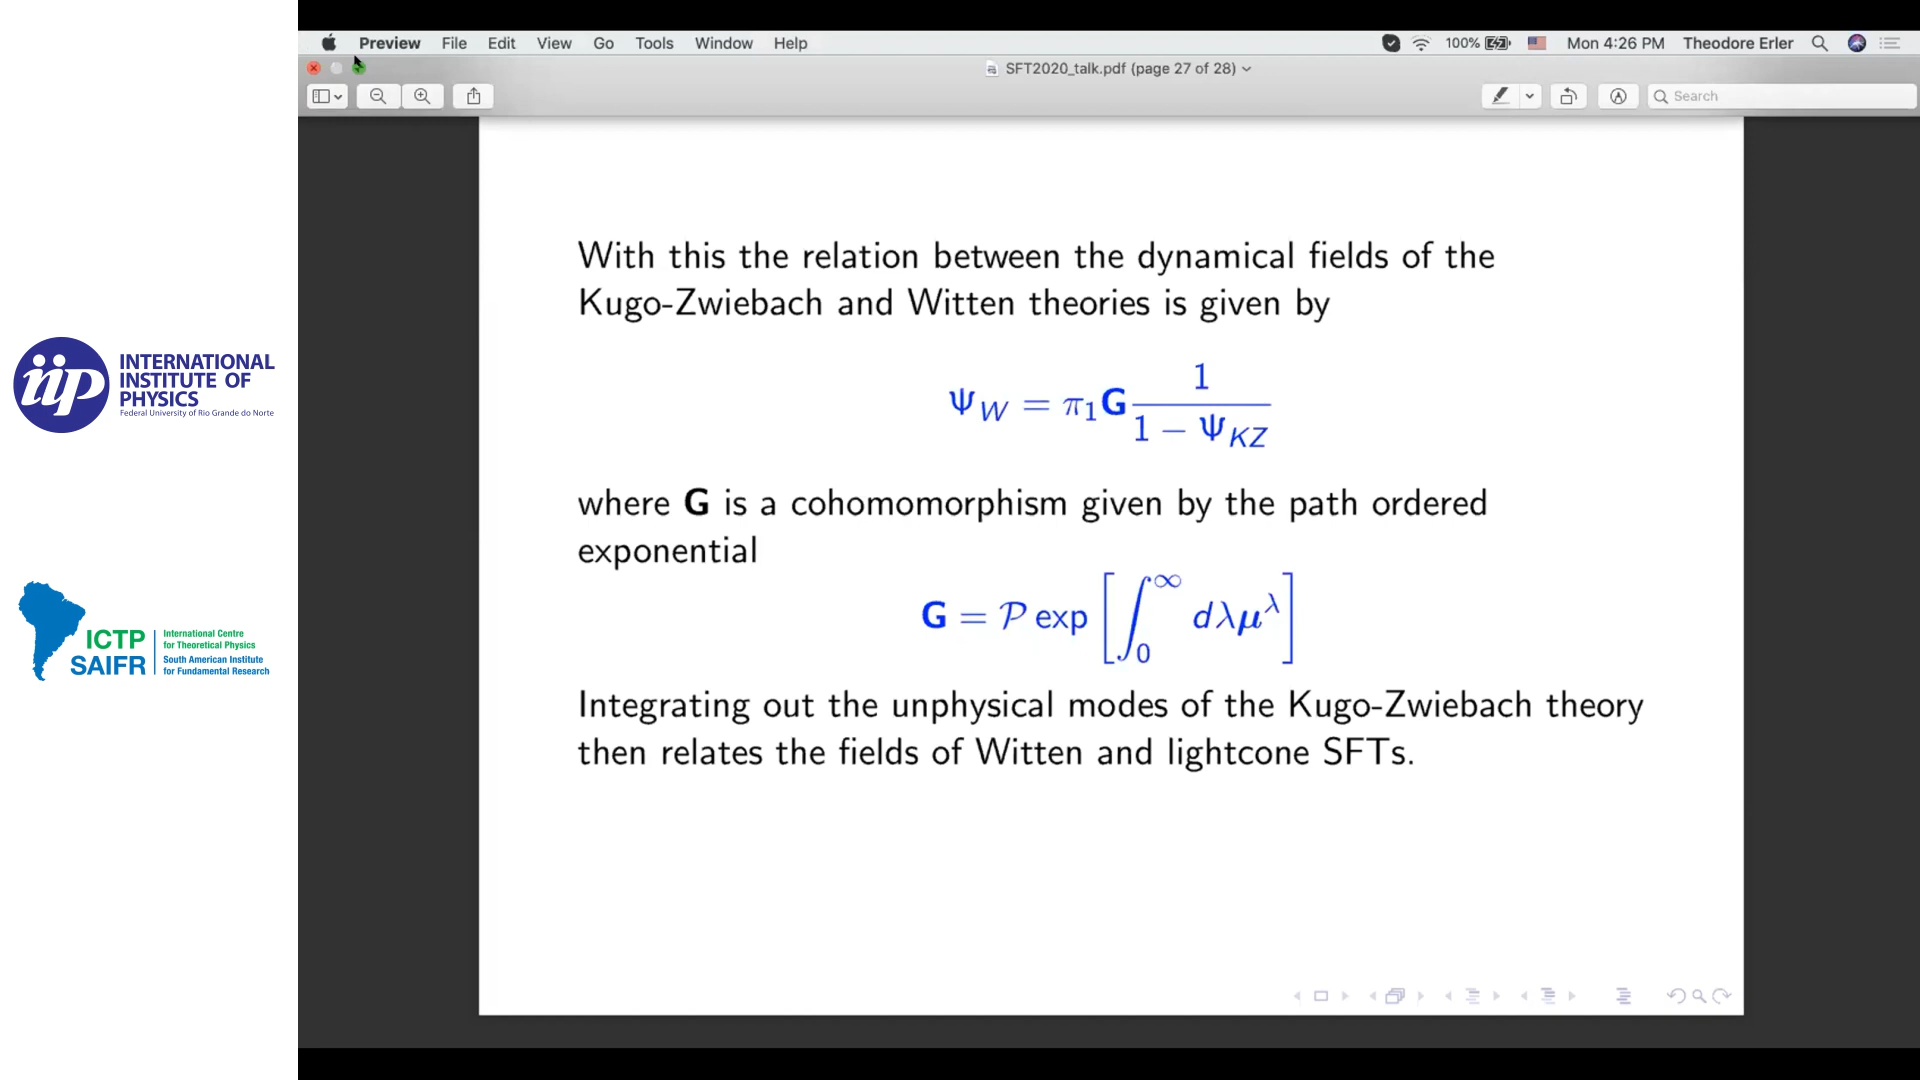 Preview File Edit View Go Tools Window Help
100% Mon 4:26 PM Theodore Erler
SFT2020_talk.pdf (page 27 of 28)
Search
With this the relation between the dynamical fields of the
Kugo-Zwiebach and Witten theories is given by
Ψ_W = π₁G 1/(1 − Ψ_KZ)
where G is a cohomomorphism given by the path ordered
exponential
G = 𝒫 exp [∫₀^∞ dλμ^λ]
Integrating out the unphysical modes of the Kugo-Zwiebach theory
then relates the fields of Witten and lightcone SFTs.
iip
INTERNATIONAL
INSTITUTE OF
PHYSICS
Federal University of Rio Grande do Norte
ICTP
SAIFR
International Centre
for Theoretical Physics
South American Institute
for Fundamental Research